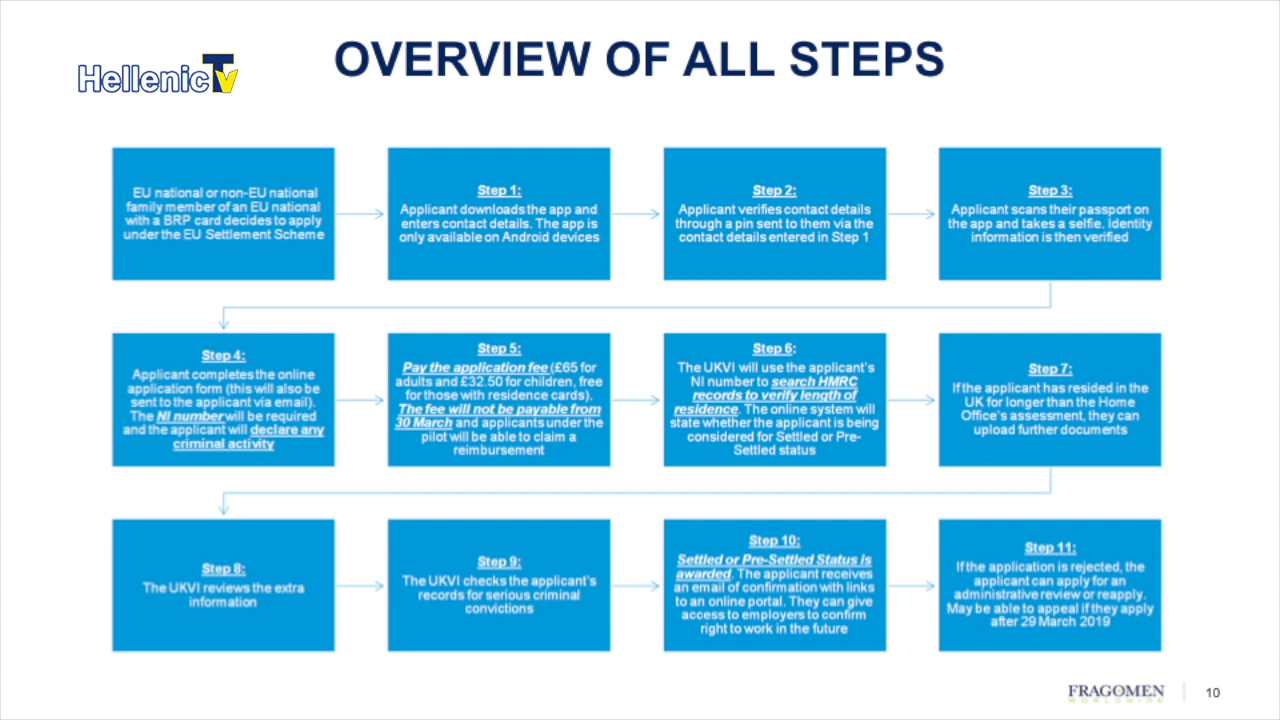 OVERVIEW OF ALL STEPS
HellenicTv
EU national or non-EU national
family member of an EU national
with a BRP card decides to apply
under the EU Settlement Scheme
Step 1:
Applicant downloads the app and
enters contact details. The app is
only available on Android devices
Step 2:
Applicant verifies contact details
through a pin sent to them via the
contact details entered in Step 1
Step 3:
Applicant scans their passport on
the app and takes a selfie. Identity
information is then verified
Step 4:
Applicant completes the online
application form (this will also be
sent to the applicant via email).
The NI number will be required
and the applicant will declare any
criminal activity
Step 5:
Pay the application fee (£65 for
adults and £32.50 for children, free
for those with residence cards).
The fee will not be payable from
30 March and applicants under the
pilot will be able to claim a
reimbursement
Step 6:
The UKVI will use the applicant's
NI number to search HMRC
records to verify length of
residence. The online system will
state whether the applicant is being
considered for Settled or Pre-
Settled status
Step 7:
If the applicant has resided in the
UK for longer than the Home
Office's assessment, they can
upload further documents
Step 8:
The UKVI reviews the extra
information
Step 9:
The UKVI checks the applicant's
records for serious criminal
convictions
Step 10:
Settled or Pre-Settled Status is
awarded. The applicant receives
an email of confirmation with links
to an online portal. They can give
access to employers to confirm
right to work in the future
Step 11:
If the application is rejected, the
applicant can apply for an
administrative review or reapply.
May be able to appeal if they apply
after 29 March 2019
FRAGOMEN
WORLDWIDE
10